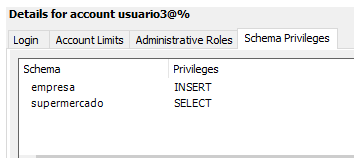 Details for account usuario3@%
Login Account Limits Administrative Roles Schema Privileges
Schema Privileges
empresa INSERT
supermercado SELECT